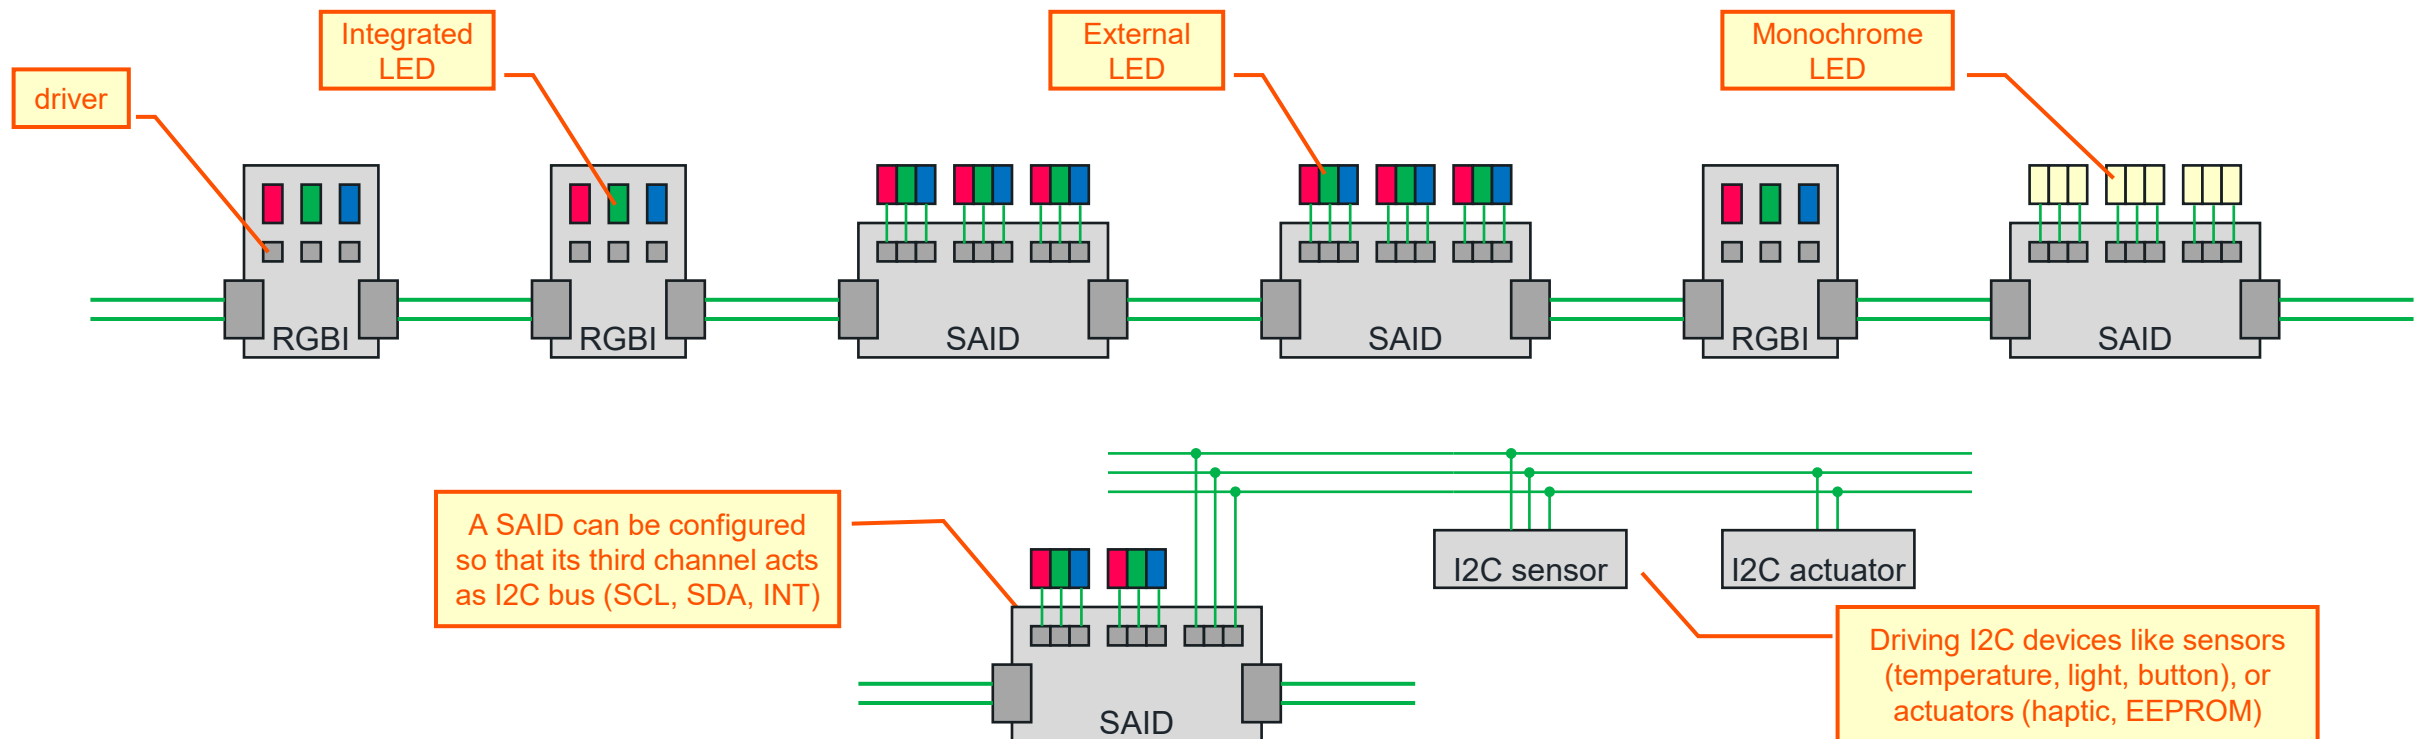 Integrated
LED
External
LED
Monochrome
LED
driver
RGBI
RGBI
SAID
SAID
RGBI
SAID
A SAID can be configured
so that its third channel acts
as I2C bus (SCL, SDA, INT)
I2C sensor
I2C actuator
Driving I2C devices like sensors
(temperature, light, button), or
actuators (haptic, EEPROM)
SAID